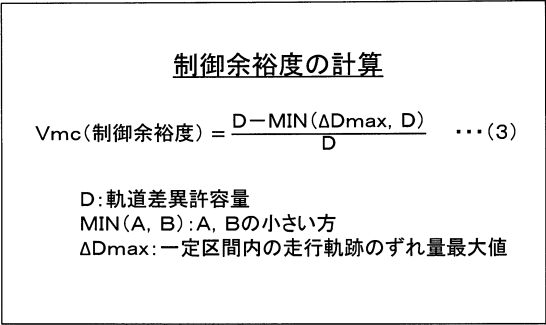 制御余裕度の計算
Vmc(制御余裕度) = D-MIN(ΔDmax, D) / D ・・・(3)
D:軌道差異許容量
MIN(A, B):A, Bの小さい方
ΔDmax:一定区間内の走行軌跡のずれ量最大値